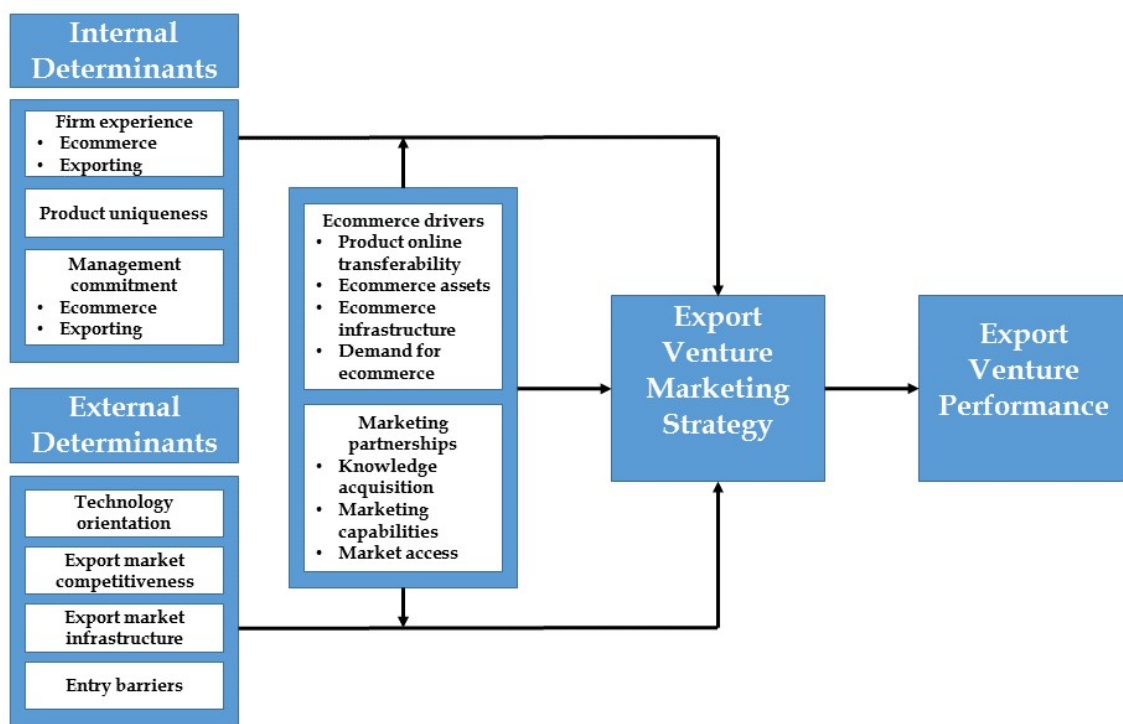 Internal
Determinants
Firm experience
• Ecommerce
• Exporting
Product uniqueness
Management
commitment
• Ecommerce
• Exporting
External
Determinants
Technology
orientation
Export market
competitiveness
Export market
infrastructure
Entry barriers
Ecommerce drivers
• Product online
transferability
• Ecommerce assets
• Ecommerce
infrastructure
• Demand for
ecommerce
Marketing
partnerships
• Knowledge
acquisition
• Marketing
capabilities
• Market access
Export
Venture
Marketing
Strategy
Export
Venture
Performance